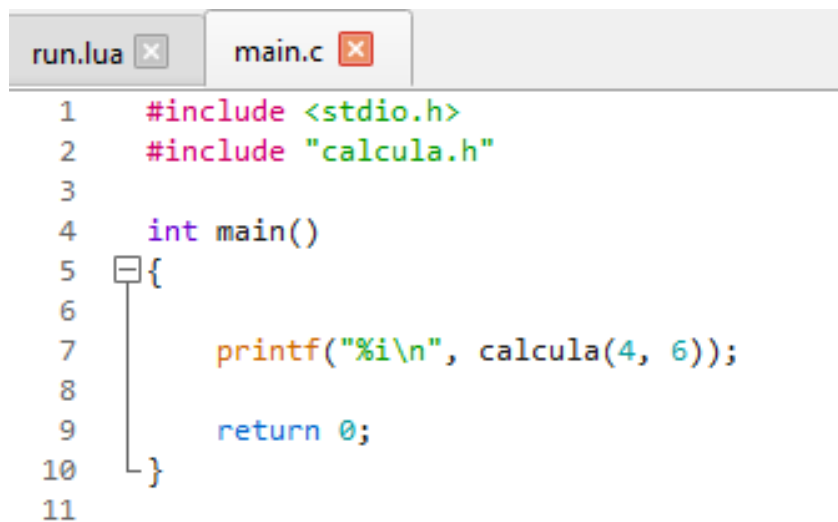 run.lua main.c
1 #include <stdio.h>
2 #include "calcula.h"
3
4 int main()
5 {
6
7 printf("%i\n", calcula(4, 6));
8
9 return 0;
10 }
11